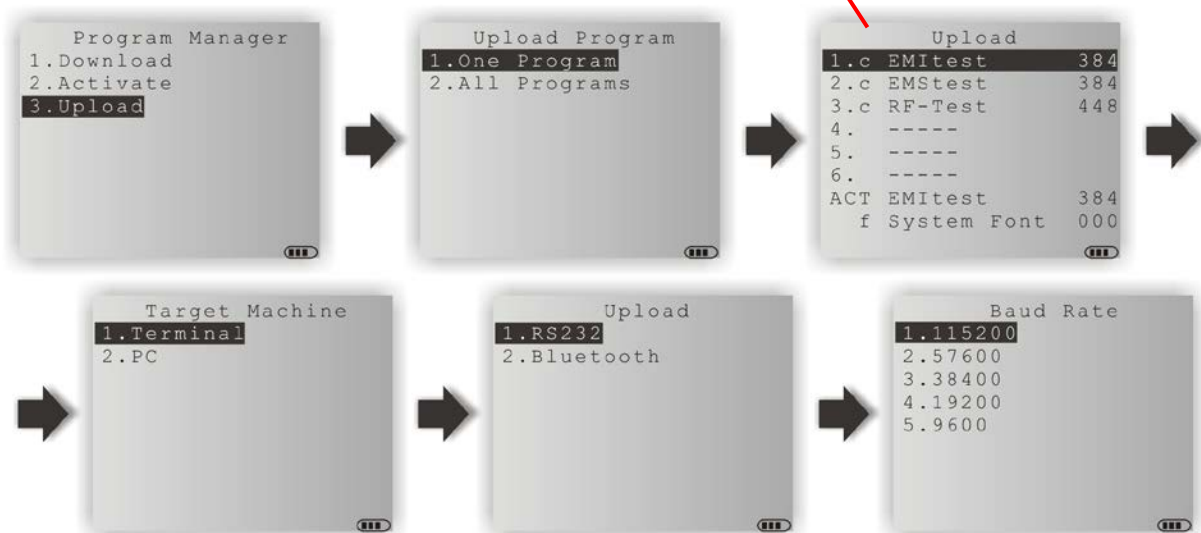 Program Manager
1.Download
2.Activate
3.Upload
Upload Program
1.One Program
2.All Programs
Upload
1.c EMItest 384
2.c EMStest 384
3.c RF-Test 448
4. -----
5. -----
6. -----
ACT EMItest 384
f System Font 000
Target Machine
1.Terminal
2.PC
Upload
1.RS232
2.Bluetooth
Baud Rate
1.115200
2.57600
3.38400
4.19200
5.9600